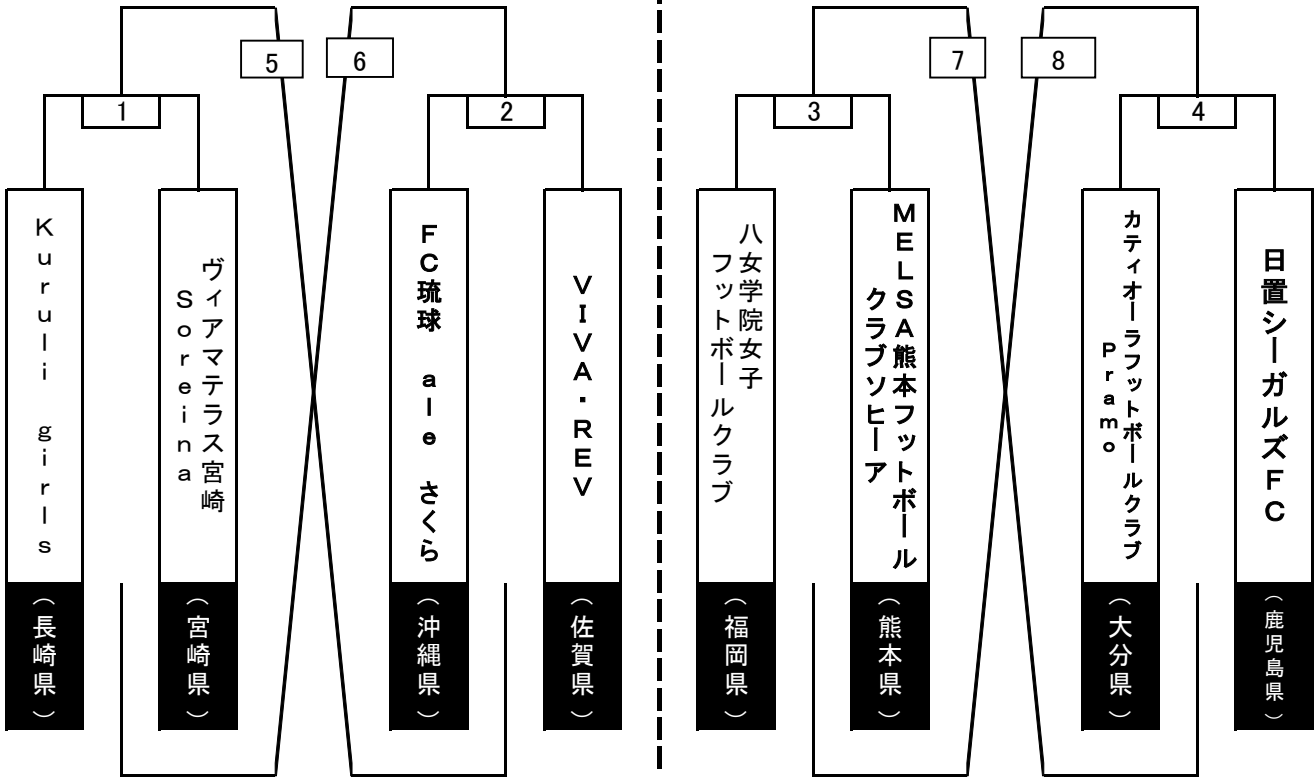 5
6
7
8
1
2
3
4
Kuruli girls
ヴィアマテラス宮崎
Soreina
FC琉球 ale さくら
VIVA・REV
八女学院女子
フットボールクラブ
MELSA熊本フットボール
クラブソヒーア
カティオーラフットボールクラブ
Pramo
日置シーガルズFC
(長崎県)
(宮崎県)
(沖縄県)
(佐賀県)
(福岡県)
(熊本県)
(大分県)
(鹿児島県)